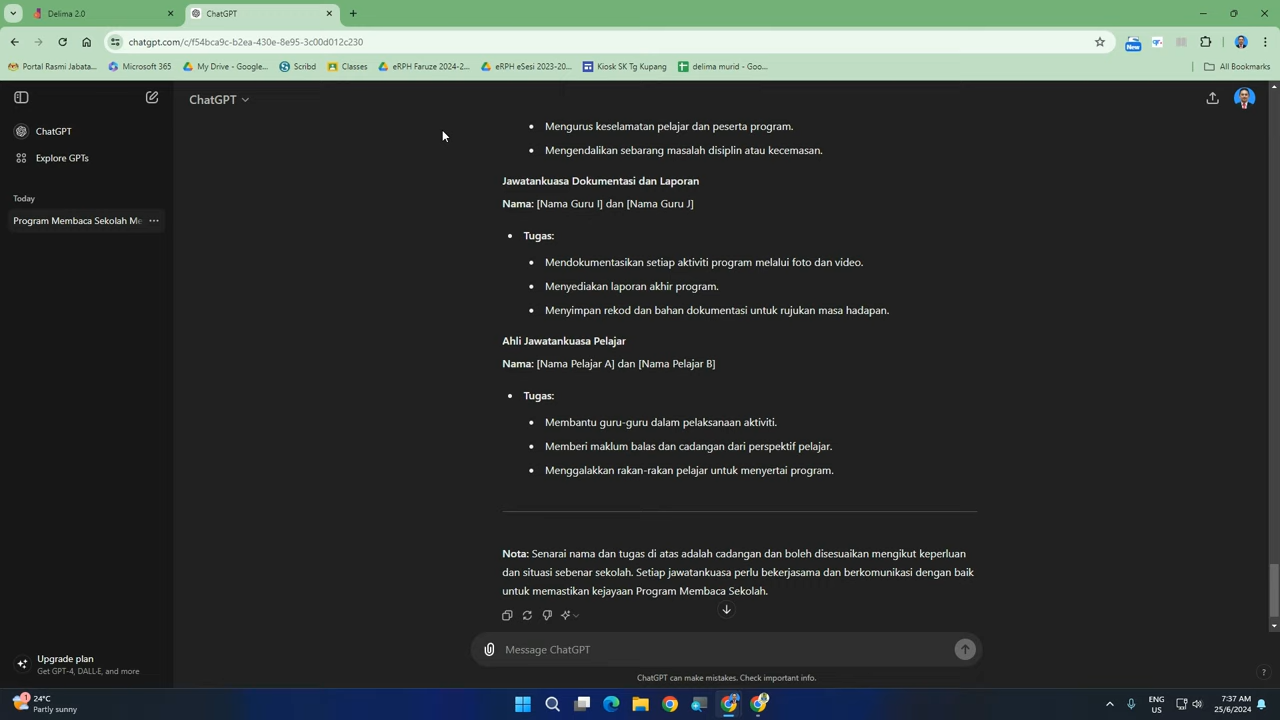 Delima 2.0
ChatGPT
chatgpt.com/c/f54bca9c-b2ea-430e-8e95-3c00d012c230
New
Portal Rasmi Jabata...
Microsoft 365
My Drive - Google...
Scribd
Classes
eRPH Faruze 2024-2...
eRPH eSesi 2023-20...
Kiosk SK Tg Kupang
delima murid - Goo...
All Bookmarks
ChatGPT
ChatGPT
Explore GPTs
Today
Program Membaca Sekolah Me
Mengurus keselamatan pelajar dan peserta program.
Mengendalikan sebarang masalah disiplin atau kecemasan.
Jawatankuasa Dokumentasi dan Laporan
Nama: [Nama Guru I] dan [Nama Guru J]
Tugas:
Mendokumentasikan setiap aktiviti program melalui foto dan video.
Menyediakan laporan akhir program.
Menyimpan rekod dan bahan dokumentasi untuk rujukan masa hadapan.
Ahli Jawatankuasa Pelajar
Nama: [Nama Pelajar A] dan [Nama Pelajar B]
Tugas:
Membantu guru-guru dalam pelaksanaan aktiviti.
Memberi maklum balas dan cadangan dari perspektif pelajar.
Menggalakkan rakan-rakan pelajar untuk menyertai program.
Nota: Senarai nama dan tugas di atas adalah cadangan dan boleh disesuaikan mengikut keperluan
dan situasi sebenar sekolah. Setiap jawatankuasa perlu bekerjasama dan berkomunikasi dengan baik
untuk memastikan kejayaan Program Membaca Sekolah.
Message ChatGPT
ChatGPT can make mistakes. Check important info.
Upgrade plan
Get GPT-4, DALL·E, and more
?
1
24°C
Partly sunny
ENG
US
7:37 AM
25/6/2024